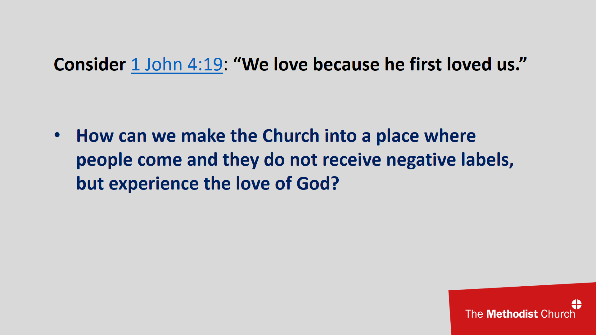 Consider 1 John 4:19: “We love because he first loved us.”
• How can we make the Church into a place where
people come and they do not receive negative labels,
but experience the love of God?
The Methodist Church